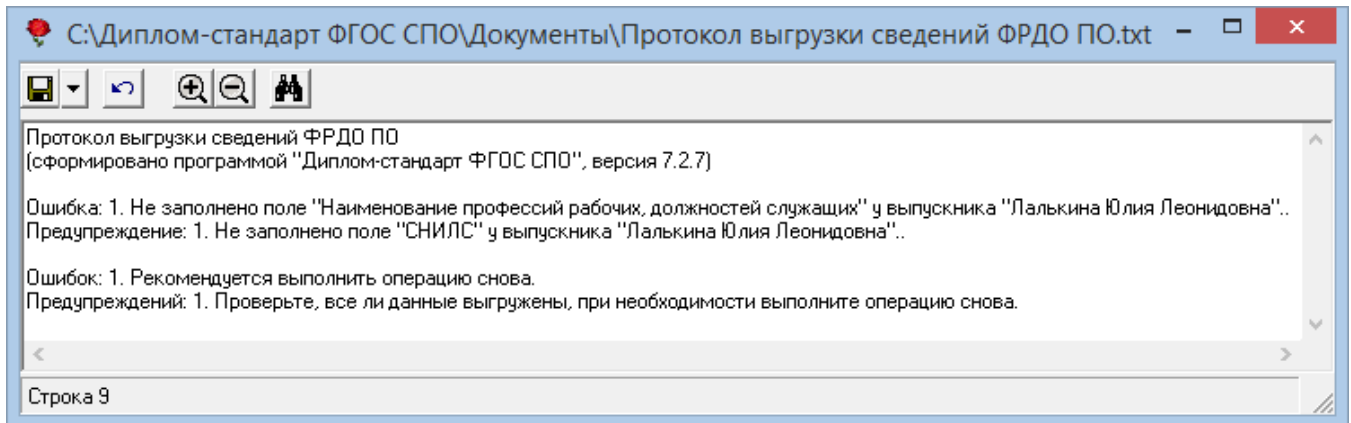 C:\Диплом-стандарт ФГОС СПО\Документы\Протокол выгрузки сведений ФРДО ПО.txt
Протокол выгрузки сведений ФРДО ПО
(сформировано программой "Диплом-стандарт ФГОС СПО", версия 7.2.7)
Ошибка: 1. Не заполнено поле "Наименование профессий рабочих, должностей служащих" у выпускника "Лалькина Юлия Леонидовна"..
Предупреждение: 1. Не заполнено поле "СНИЛС" у выпускника "Лалькина Юлия Леонидовна"..
Ошибок: 1. Рекомендуется выполнить операцию снова.
Предупреждений: 1. Проверьте, все ли данные выгружены, при необходимости выполните операцию снова.
Строка 9